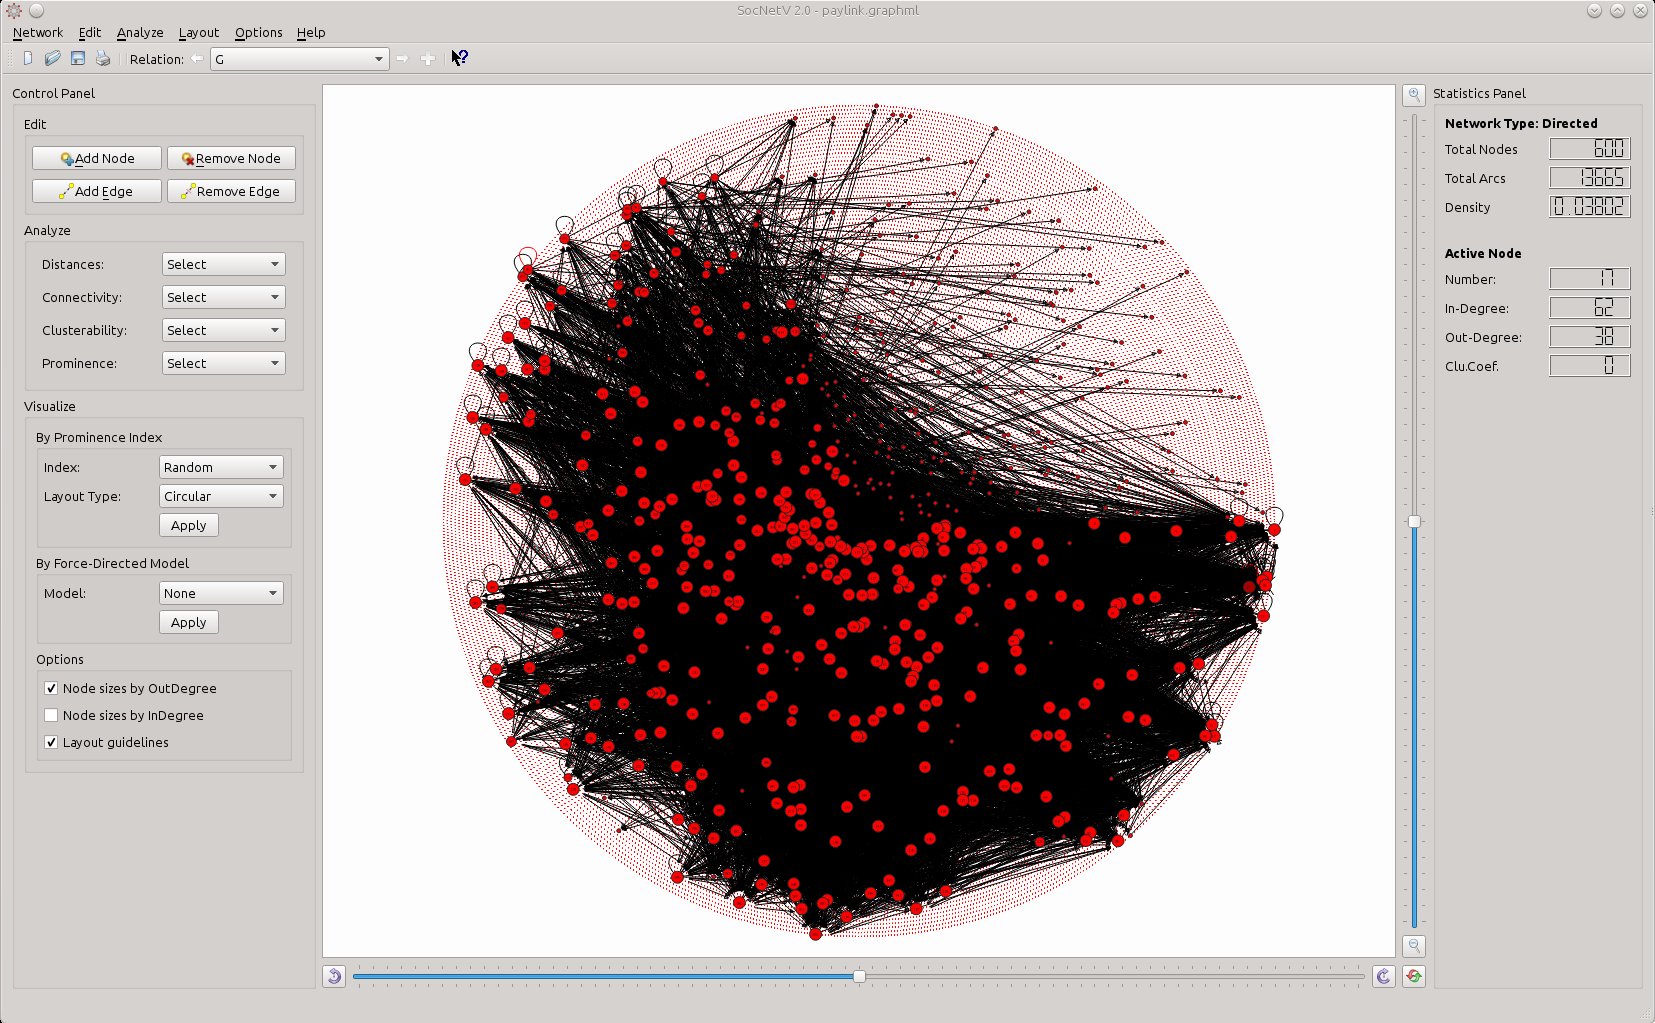 SocNetV 2.0 - paylink.graphml
Network Edit Analyze Layout Options Help
Relation: G
Control Panel
Edit
Add Node Remove Node
Add Edge Remove Edge
Analyze
Distances: Select
Connectivity: Select
Clusterability: Select
Prominence: Select
Visualize
By Prominence Index
Index: Random
Layout Type: Circular
Apply
By Force-Directed Model
Model: None
Apply
Options
Node sizes by OutDegree
Node sizes by InDegree
Layout guidelines
Statistics Panel
Network Type: Directed
Total Nodes 600
Total Arcs 13665
Density 0.03802
Active Node
Number: 17
In-Degree: 62
Out-Degree: 38
Clu.Coef. 0